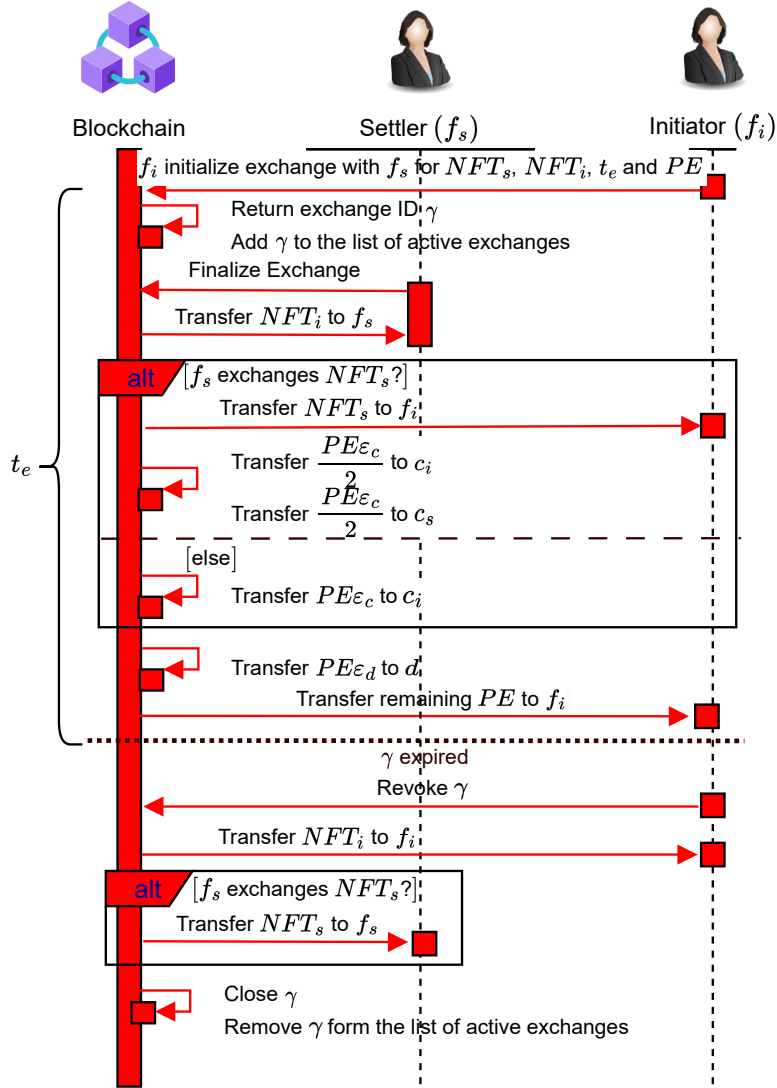 Blockchain
Settler (f_s)
Initiator (f_i)
f_i initialize exchange with f_s for NFT_s, NFT_i, t_e and PE
Return exchange ID γ
Add γ to the list of active exchanges
Finalize Exchange
Transfer NFT_i to f_s
alt
[f_s exchanges NFT_s?]
Transfer NFT_s to f_i
t_e
Transfer PEε_c/2 to c_i
Transfer PEε_c/2 to c_s
[else]
Transfer PEε_c to c_i
Transfer PEε_d to d
Transfer remaining PE to f_i
γ expired
Revoke γ
Transfer NFT_i to f_i
alt
[f_s exchanges NFT_s?]
Transfer NFT_s to f_s
Close γ
Remove γ form the list of active exchanges